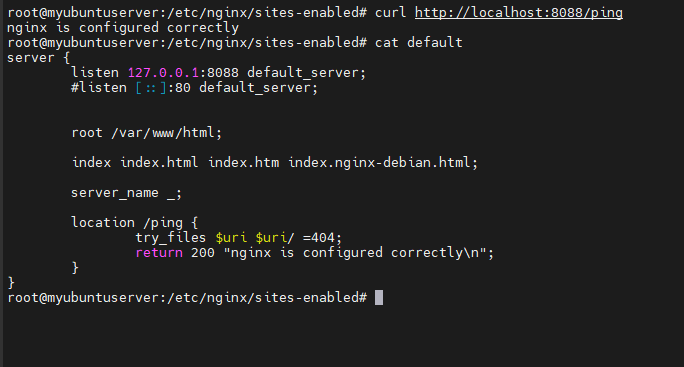 root@myubuntuserver:/etc/nginx/sites-enabled# curl http://localhost:8088/ping
nginx is configured correctly
root@myubuntuserver:/etc/nginx/sites-enabled# cat default
server {
        listen 127.0.0.1:8088 default_server;
        #listen [::]:80 default_server;
        root /var/www/html;
        index index.html index.htm index.nginx-debian.html;
        server_name _;
        location /ping {
                try_files $uri $uri/ =404;
                return 200 "nginx is configured correctly\n";
        }
}
root@myubuntuserver:/etc/nginx/sites-enabled#